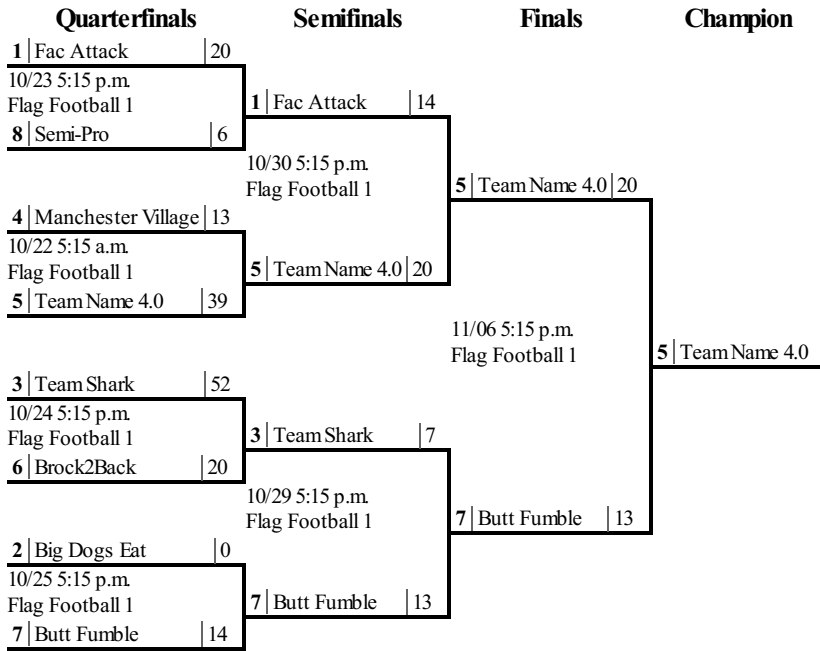 Quarterfinals Semifinals Finals Champion
1 Fac Attack 20
10/23 5:15 p.m.
Flag Football 1
8 Semi-Pro 6
4 Manchester Village 13
10/22 5:15 a.m.
Flag Football 1
5 Team Name 4.0 39
3 Team Shark 52
10/24 5:15 p.m.
Flag Football 1
6 Brock2Back 20
2 Big Dogs Eat 0
10/25 5:15 p.m.
Flag Football 1
7 Butt Fumble 14
1 Fac Attack 14
10/30 5:15 p.m.
Flag Football 1
5 Team Name 4.0 20
3 Team Shark 7
10/29 5:15 p.m.
Flag Football 1
7 Butt Fumble 13
5 Team Name 4.0 20
11/06 5:15 p.m.
Flag Football 1
7 Butt Fumble 13
5 Team Name 4.0